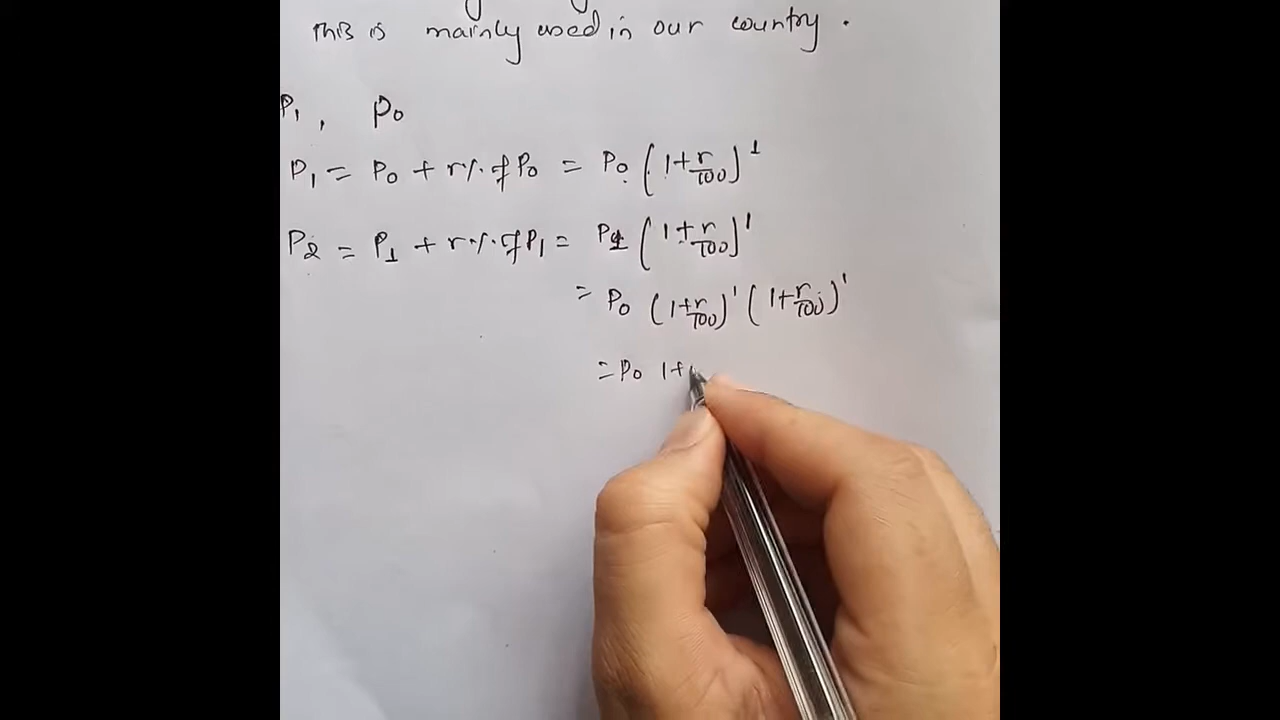 This is mainly used in our country.
P₁, P₀
P₁ = P₀ + r% of P₀ = P₀ (1+r/100)¹
P₂ = P₁ + r% of P₁ = P₁ (1+r/100)¹
= P₀ (1+r/100)¹ (1+r/100)¹
= P₀ 1+